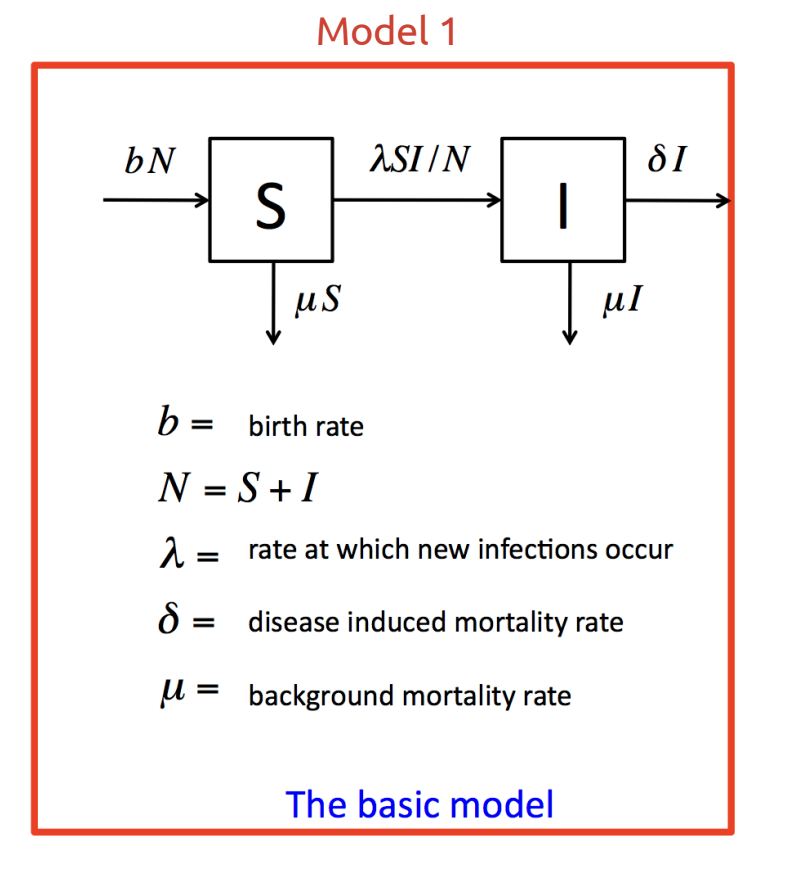 Model 1
bN
λSI/N
δI
S
I
μS
μI
b = birth rate
N = S + I
λ = rate at which new infections occur
δ = disease induced mortality rate
μ = background mortality rate
The basic model